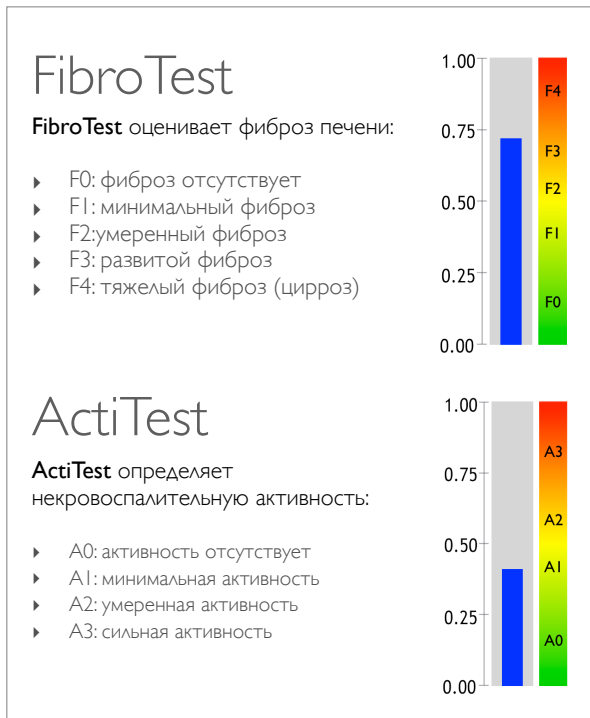 FibroTest
FibroTest оценивает фиброз печени:
F0: фиброз отсутствует
F1: минимальный фиброз
F2:умеренный фиброз
F3: развитой фиброз
F4: тяжелый фиброз (цирроз)
1.00
0.75
0.50
0.25
0.00
F4
F3
F2
F1
F0
ActiTest
ActiTest определяет
некровоспалительную активность:
A0: активность отсутствует
A1: минимальная активность
A2: умеренная активность
A3: сильная активность
1.00
0.75
0.50
0.25
0.00
A3
A2
A1
A0